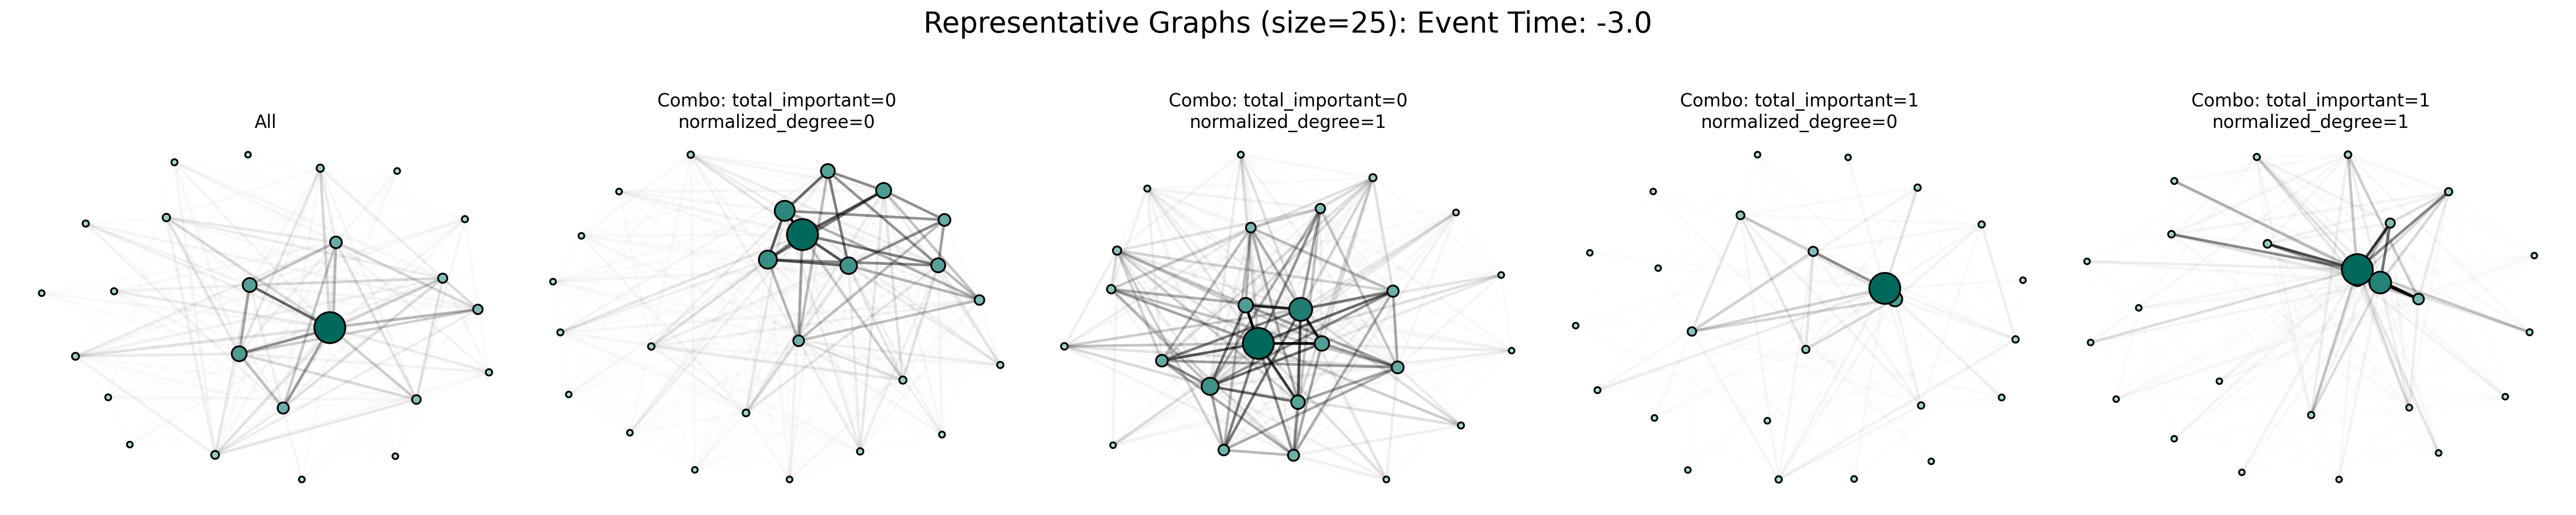 Representative Graphs (size=25): Event Time: -3.0
All
Combo: total_important=0
normalized_degree=0
Combo: total_important=0
normalized_degree=1
Combo: total_important=1
normalized_degree=0
Combo: total_important=1
normalized_degree=1